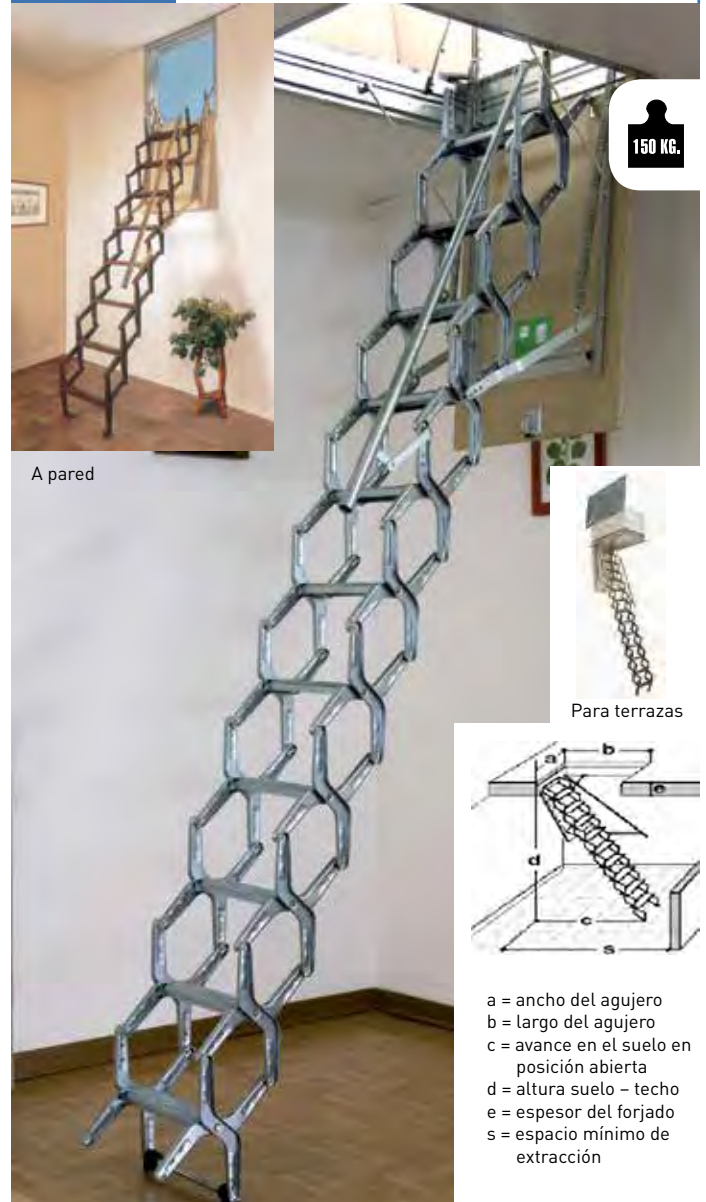 150 KG.
A pared
Para terrazas
a
b
e
d
c
s
a = ancho del agujero
b = largo del agujero
c = avance en el suelo en
posición abierta
d = altura suelo – techo
e = espesor del forjado
s = espacio mínimo de
extracción